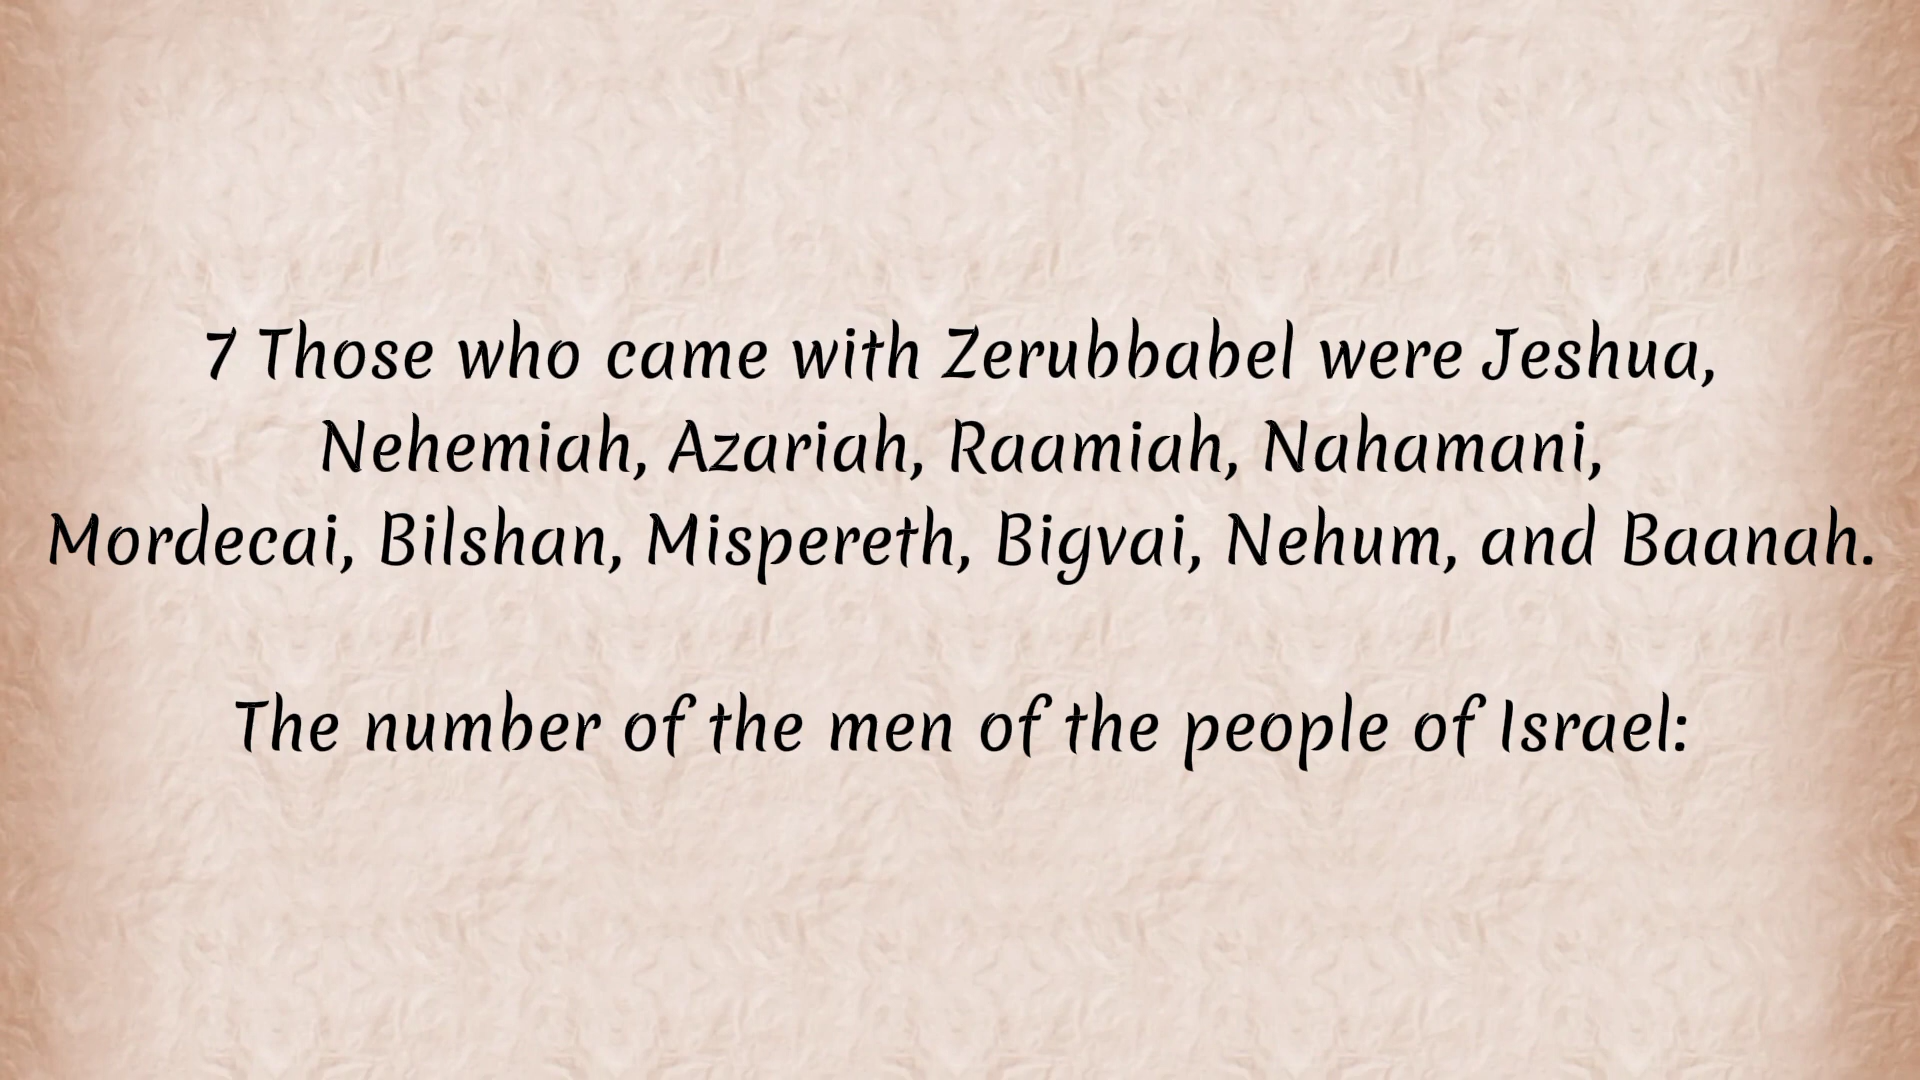 7 Those who came with Zerubbabel were Jeshua,
Nehemiah, Azariah, Raamiah, Nahamani,
Mordecai, Bilshan, Mispereth, Bigvai, Nehum, and Baanah.
The number of the men of the people of Israel: